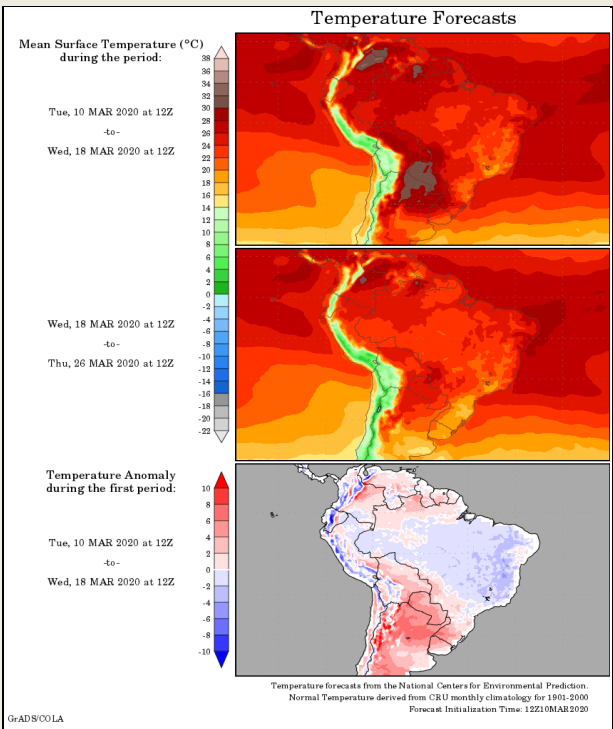 Temperature Forecasts
Mean Surface Temperature (°C)
during the period:
Tue, 10 MAR 2020 at 12Z
-to-
Wed, 18 MAR 2020 at 12Z
38
36
34
32
30
28
26
24
22
20
18
16
14
12
10
8
6
4
2
0
-2
-4
-6
-8
-10
-12
-14
-16
-18
-20
-22
Wed, 18 MAR 2020 at 12Z
-to-
Thu, 26 MAR 2020 at 12Z
Temperature Anomaly
during the first period:
Tue, 10 MAR 2020 at 12Z
-to-
Wed, 18 MAR 2020 at 12Z
10
8
6
4
2
0
-2
-4
-6
-8
-10
Temperature forecasts from the National Centers for Environmental Prediction.
Normal Temperature derived from CRU monthly climatology for 1901-2000
Forecast Initialization Time: 12Z10MAR2020
GrADS/COLA